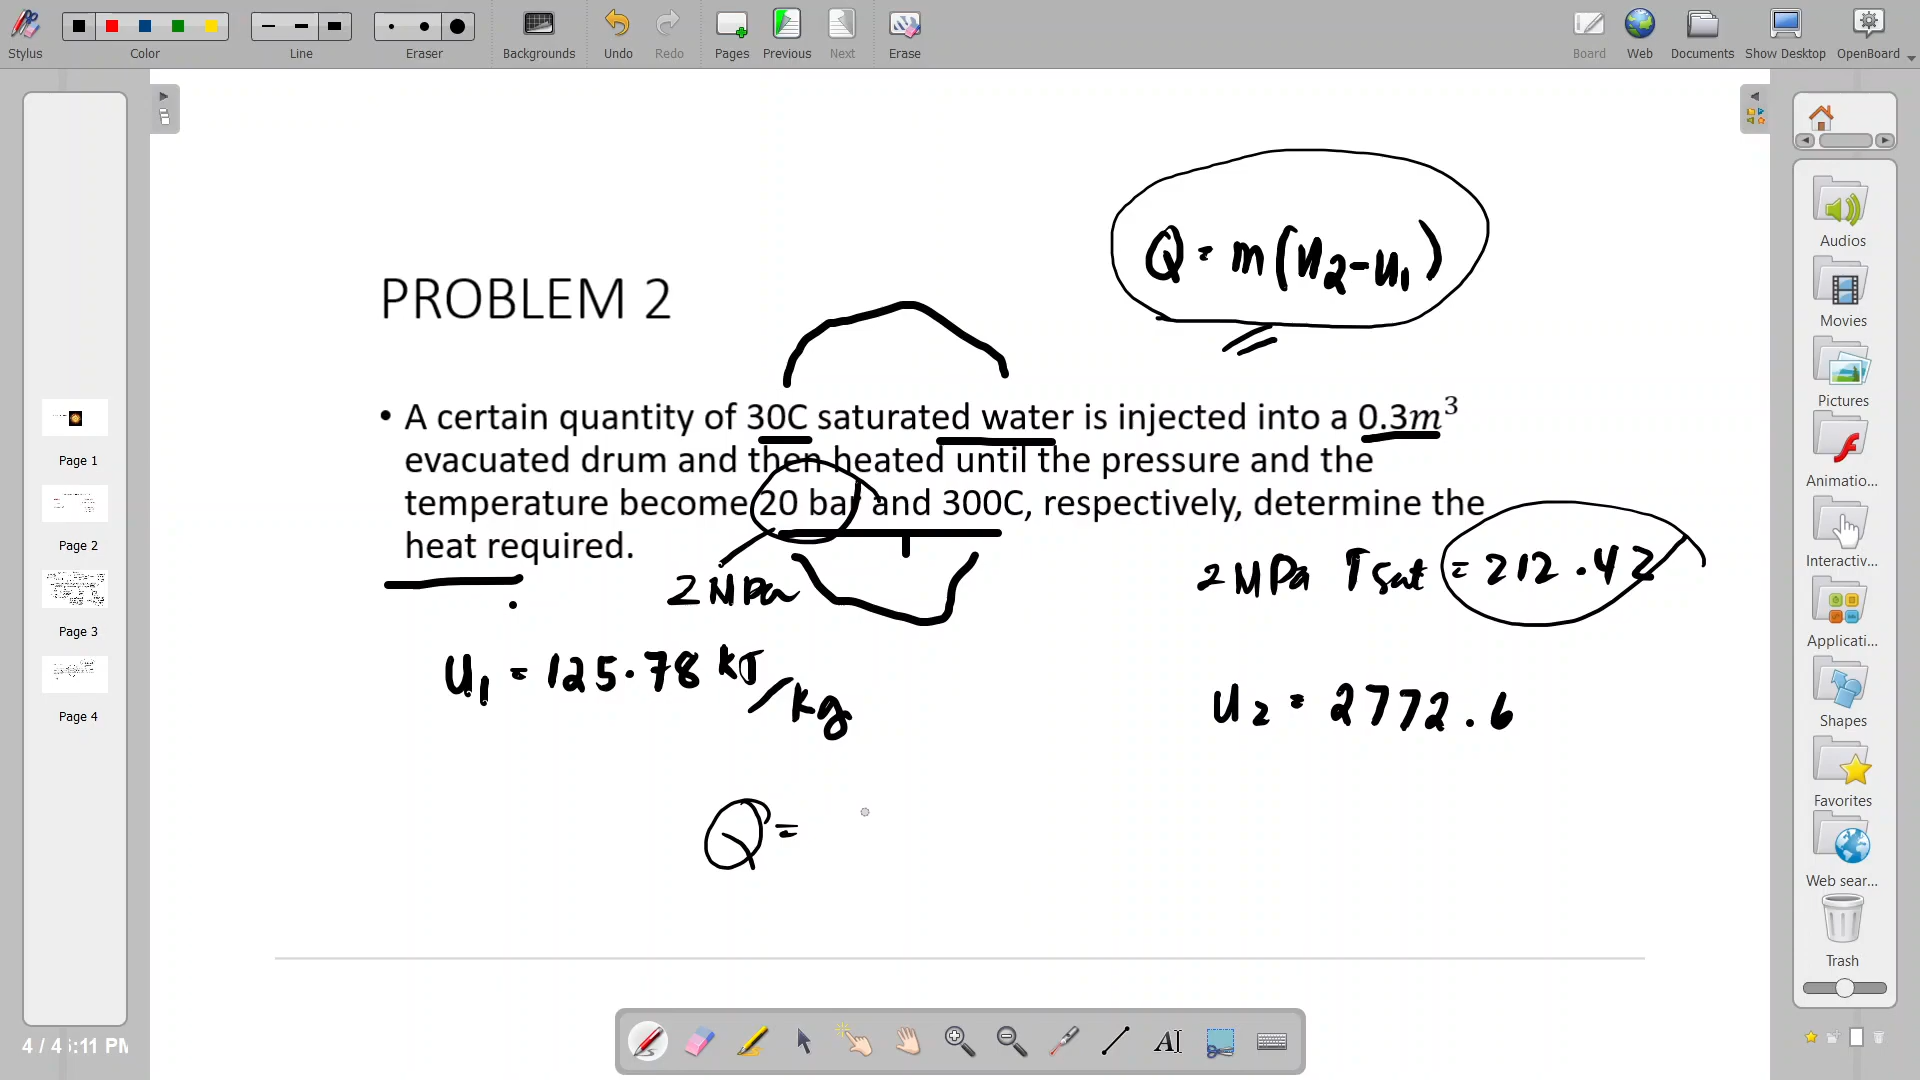 Stylus Color Line Eraser Backgrounds Undo Redo Pages Previous Next Erase Board Web Documents Show Desktop OpenBoard
Q = m(u2-u1)
PROBLEM 2
• A certain quantity of 30C saturated water is injected into a 0.3m³
evacuated drum and then heated until the pressure and the
temperature become 20 bar and 300C, respectively, determine the
heat required.
2 MPa
2 MPa Tsat = 212.42
u1 = 125.78 kJ/kg
u2 = 2772.6
Q =
Page 1
Page 2
Page 3
Page 4
4 / 4
:11 PM
Audios
Movies
Pictures
Animatio...
Interactiv...
Applicati...
Shapes
Favorites
Web sear...
Trash